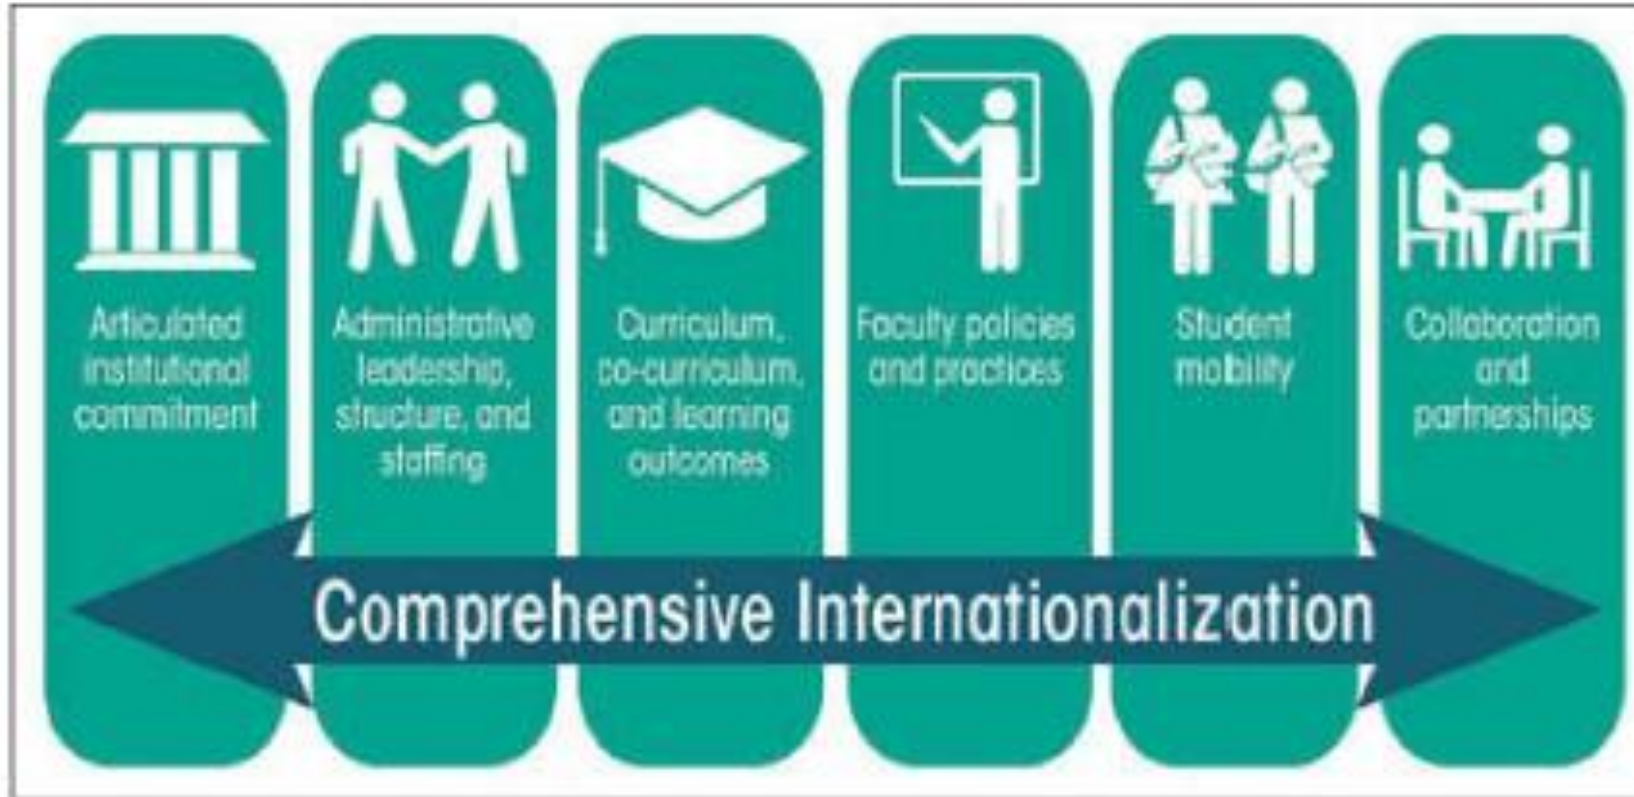 Articulated
institutional
commitment
Administrative
leadership,
structure, and
staffing
Curriculum,
co-curriculum,
and learning
outcomes
Faculty policies
and practices
Student
mobility
Collaboration
and
partnerships
Comprehensive Internationalization